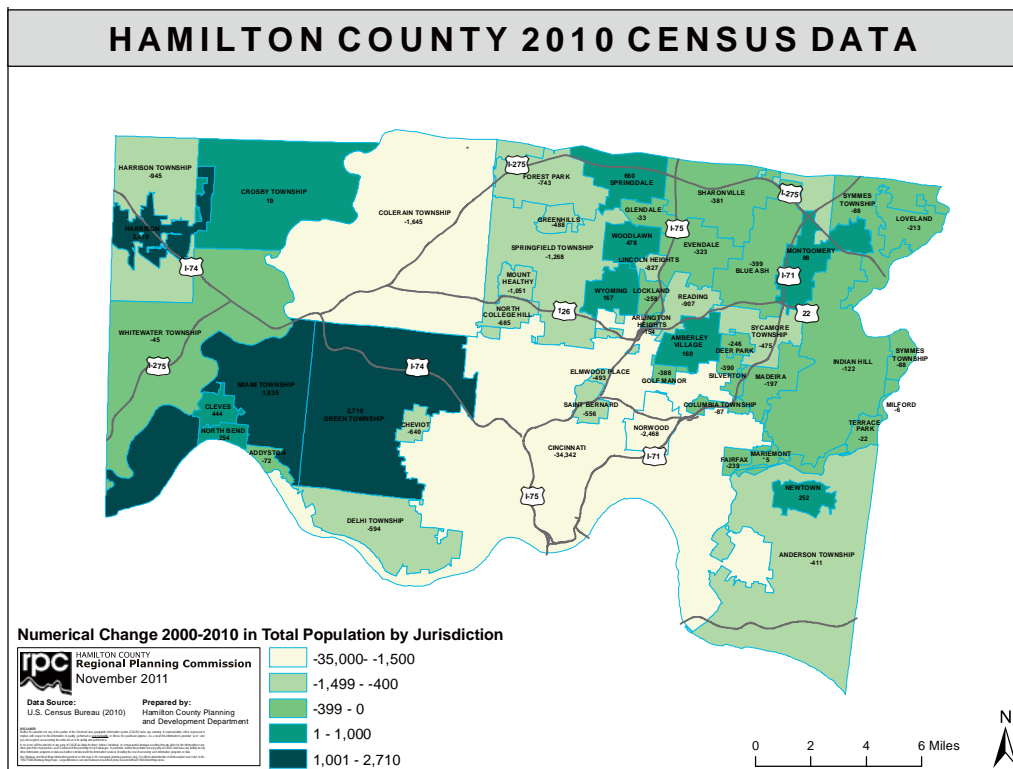 HAMILTON COUNTY 2010 CENSUS DATA
HARRISON TOWNSHIP
-945
CROSBY TOWNSHIP
19
COLERAIN TOWNSHIP
-1,645
I-275
FOREST PARK
-743
660
SPRINGDALE
SHARONVILLE
-381
I-275
SYMMES
TOWNSHIP
-88
LOVELAND
-213
HARRISON
GREENHILLS
-488
GLENDALE
-33
I-75
WOODLAWN
478
EVENDALE
-323
MONTGOMERY
88
SPRINGFIELD TOWNSHIP
-1,268
LINCOLN HEIGHTS
-827
-399
BLUE ASH
I-71
I-74
MOUNT
HEALTHY
-1,051
WYOMING
167
LOCKLAND
-258
READING
-907
NORTH
COLLEGE HILL
-685
126
ARLINGTON
HEIGHTS
-154
22
WHITEWATER TOWNSHIP
-45
AMBERLEY
VILLAGE
160
-246
DEER PARK
SYCAMORE
TOWNSHIP
-475
I-275
I-74
INDIAN HILL
-122
SYMMES
TOWNSHIP
-88
MIAMI TOWNSHIP
1,635
ELMWOOD PLACE
-493
-388
GOLF MANOR
-390
SILVERTON
MADEIRA
-197
CLEVES
444
2,710
GREEN TOWNSHIP
SAINT BERNARD
-556
COLUMBIA TOWNSHIP
-87
MILFORD
-6
CHEVIOT
-640
NORWOOD
-2,468
TERRACE
PARK
-22
NORTH BEND
254
ADDYSTON
-72
CINCINNATI
-34,342
I-71
FAIRFAX
-239
MARIEMONT
NEWTOWN
252
I-75
DELHI TOWNSHIP
-594
ANDERSON TOWNSHIP
-411
Numerical Change 2000-2010 in Total Population by Jurisdiction
rpc
HAMILTON COUNTY
Regional Planning Commission
November 2011
Data Source:
U.S. Census Bureau (2010)
Prepared by:
Hamilton County Planning
and Development Department
-35,000- -1,500
-1,499 - -400
-399 - 0
1 - 1,000
1,001 - 2,710
0 2 4 6 Miles
N